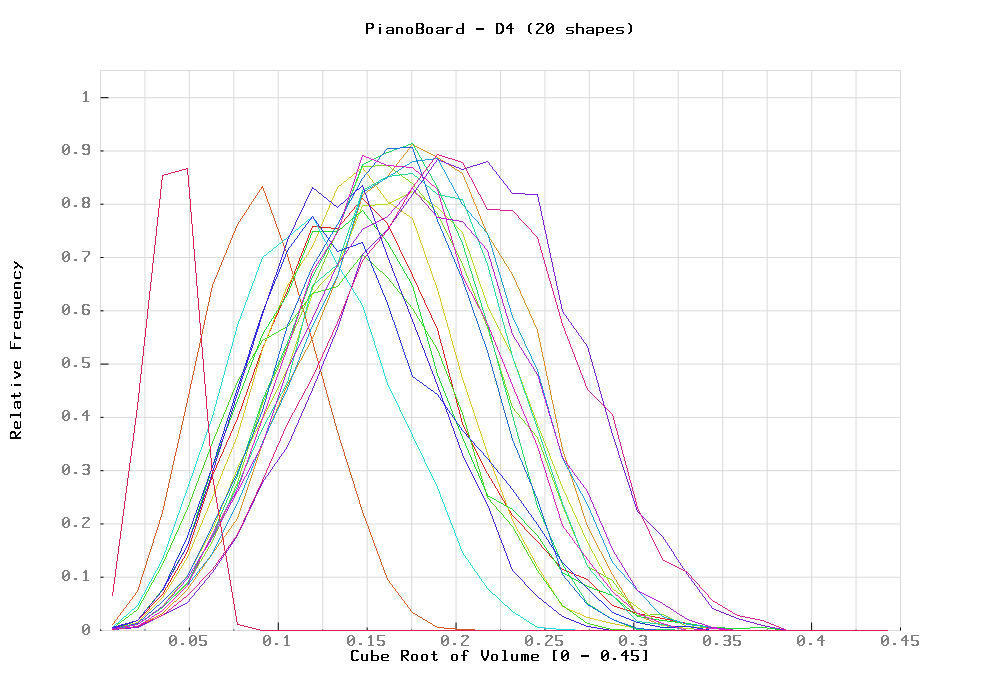 PianoBoard - D4 (20 shapes)
Relative Frequency
1
0.9
0.8
0.7
0.6
0.5
0.4
0.3
0.2
0.1
0
0.05 0.1 0.15 0.2 0.25 0.3 0.35 0.4 0.45
Cube Root of Volume [0 - 0.45]